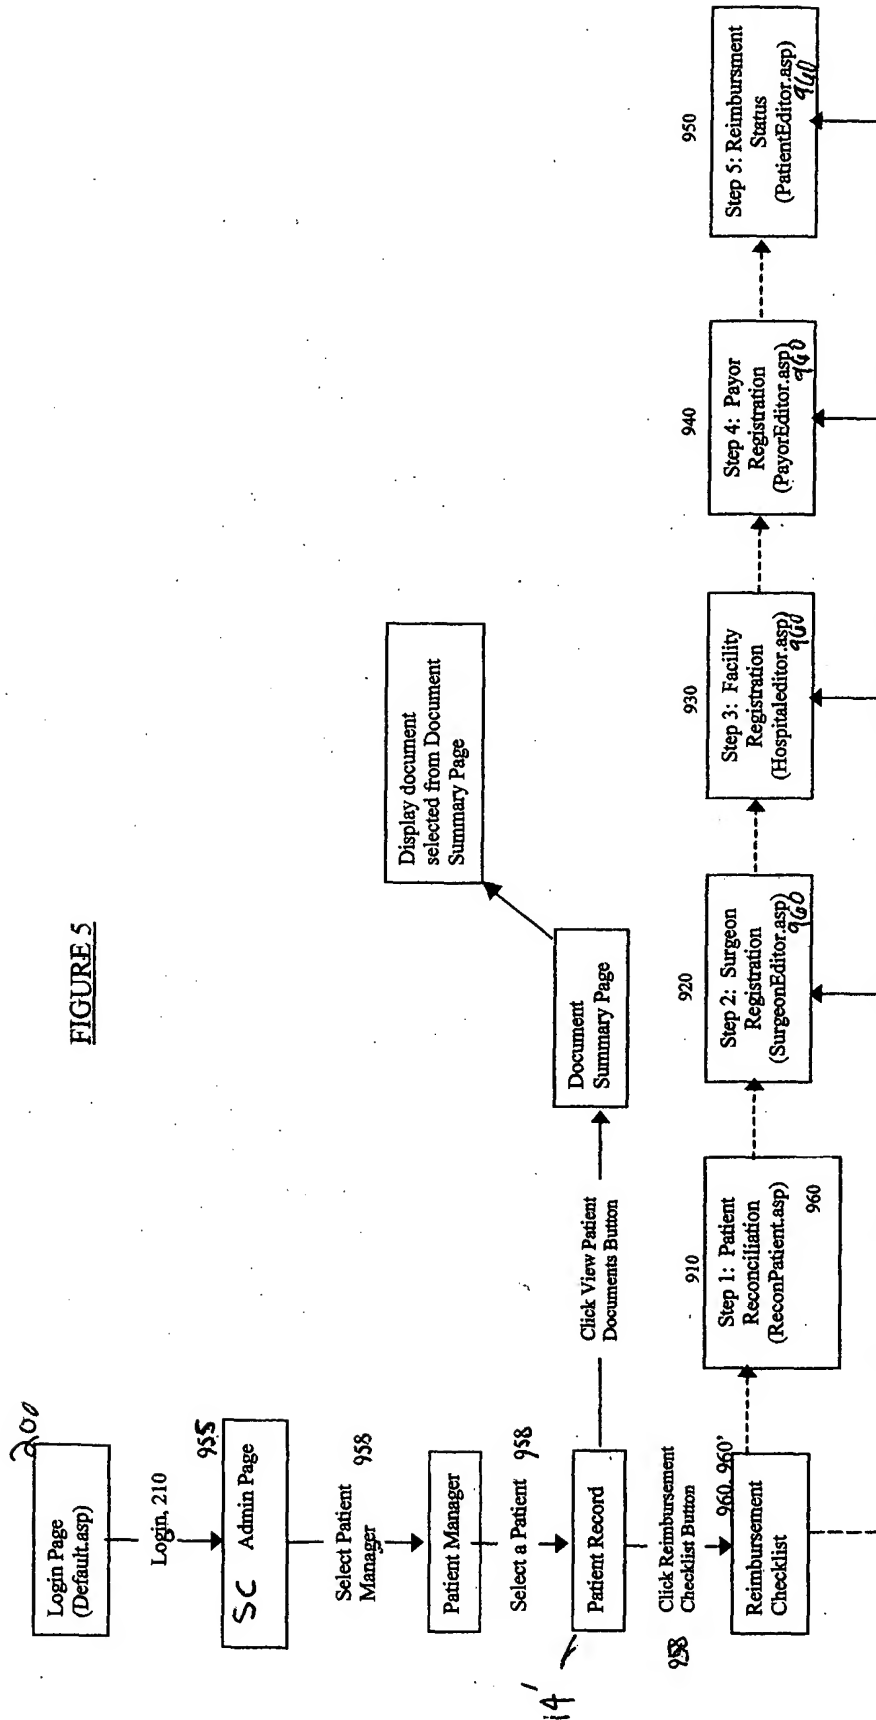 FIGURE 5
200
Login Page
(Default.asp)
Login, 210
955
SC Admin Page
Select Patient
Manager
958
Patient Manager
Select a Patient
958
14'
Patient Record
Click View Patient
Documents Button
Document
Summary Page
Display document
selected from Document
Summary Page
Click Reimbursement
Checklist Button
958
960, 960'
Reimbursement
Checklist
910
Step 1: Patient
Reconciliation
(ReconPatient.asp)
960
920
Step 2: Surgeon
Registration
(SurgeonEditor.asp)
960
930
Step 3: Facility
Registration
(Hospitaleditor.asp)
960
940
Step 4: Payor
Registration
(PayorEditor.asp)
960
950
Step 5: Reimbursment
Status
(PatientEditor.asp)
960